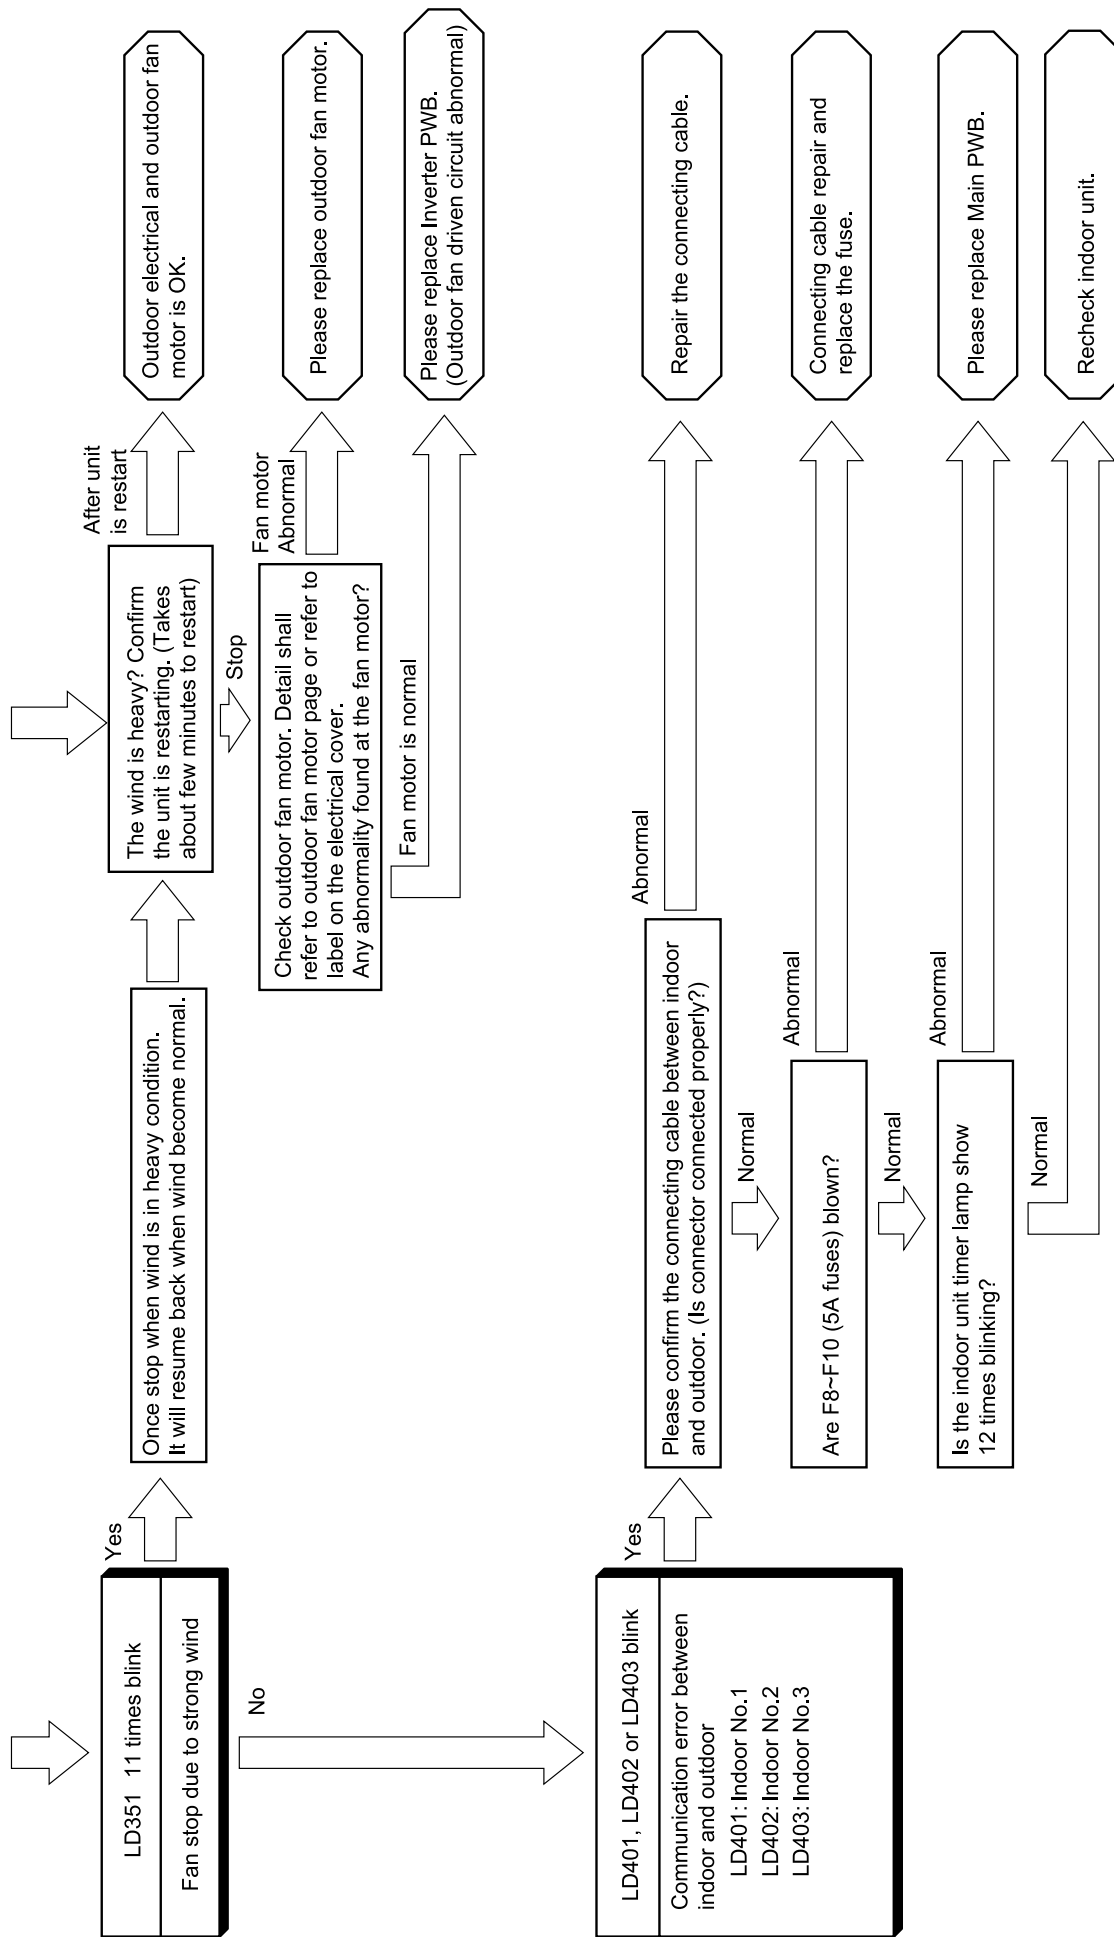 LD351 11 times blink
Fan stop due to strong wind
Yes
Once stop when wind is in heavy condition.
It will resume back when wind become normal.
The wind is heavy? Confirm
the unit is restarting. (Takes
about few minutes to restart)
After unit
is restart
Outdoor electrical and outdoor fan
motor is OK.
Stop
Check outdoor fan motor. Detail shall
refer to outdoor fan motor page or refer to
label on the electrical cover.
Any abnormality found at the fan motor?
Fan motor
Abnormal
Please replace outdoor fan motor.
Fan motor is normal
Please replace Inverter PWB.
(Outdoor fan driven circuit abnormal)
No
LD401, LD402 or LD403 blink
Communication error between
indoor and outdoor
LD401: Indoor No.1
LD402: Indoor No.2
LD403: Indoor No.3
Yes
Please confirm the connecting cable between indoor
and outdoor. (Is connector connected properly?)
Abnormal
Repair the connecting cable.
Normal
Are F8~F10 (5A fuses) blown?
Abnormal
Connecting cable repair and
replace the fuse.
Normal
Is the indoor unit timer lamp show
12 times blinking?
Abnormal
Please replace Main PWB.
Normal
Recheck indoor unit.